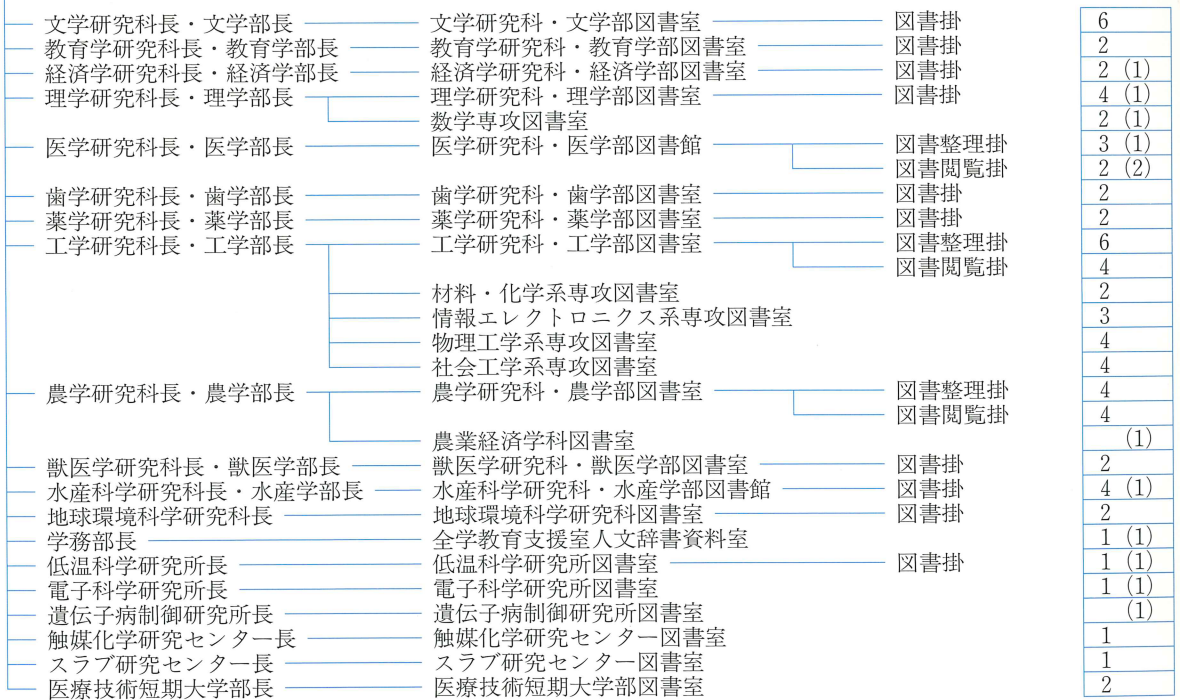 文学研究科長・文学部長 文学研究科・文学部図書室 図書掛 6
教育学研究科長・教育学部長 教育学研究科・教育学部図書室 図書掛 2
経済学研究科長・経済学部長 経済学研究科・経済学部図書室 図書掛 2 (1)
理学研究科長・理学部長 理学研究科・理学部図書室 図書掛 4 (1)
数学専攻図書室 2 (1)
医学研究科長・医学部長 医学研究科・医学部図書館 図書整理掛 3 (1)
図書閲覧掛 2 (2)
歯学研究科長・歯学部長 歯学研究科・歯学部図書室 図書掛 2
薬学研究科長・薬学部長 薬学研究科・薬学部図書室 図書掛 2
工学研究科長・工学部長 工学研究科・工学部図書室 図書整理掛 6
図書閲覧掛 4
材料・化学系専攻図書室 2
情報エレクトロニクス系専攻図書室 3
物理工学系専攻図書室 4
社会工学系専攻図書室 4
農学研究科長・農学部長 農学研究科・農学部図書室 図書整理掛 4
図書閲覧掛 4
農業経済学科図書室 (1)
獣医学研究科長・獣医学部長 獣医学研究科・獣医学部図書室 図書掛 2
水産科学研究科長・水産学部長 水産科学研究科・水産学部図書館 図書掛 4 (1)
地球環境科学研究科長 地球環境科学研究科図書室 図書掛 2
学務部長 全学教育支援室人文辞書資料室 1 (1)
低温科学研究所長 低温科学研究所図書室 図書掛 1 (1)
電子科学研究所長 電子科学研究所図書室 1 (1)
遺伝子病制御研究所長 遺伝子病制御研究所図書室 (1)
触媒化学研究センター長 触媒化学研究センター図書室 1
スラブ研究センター長 スラブ研究センター図書室 1
医療技術短期大学部長 医療技術短期大学部図書室 2